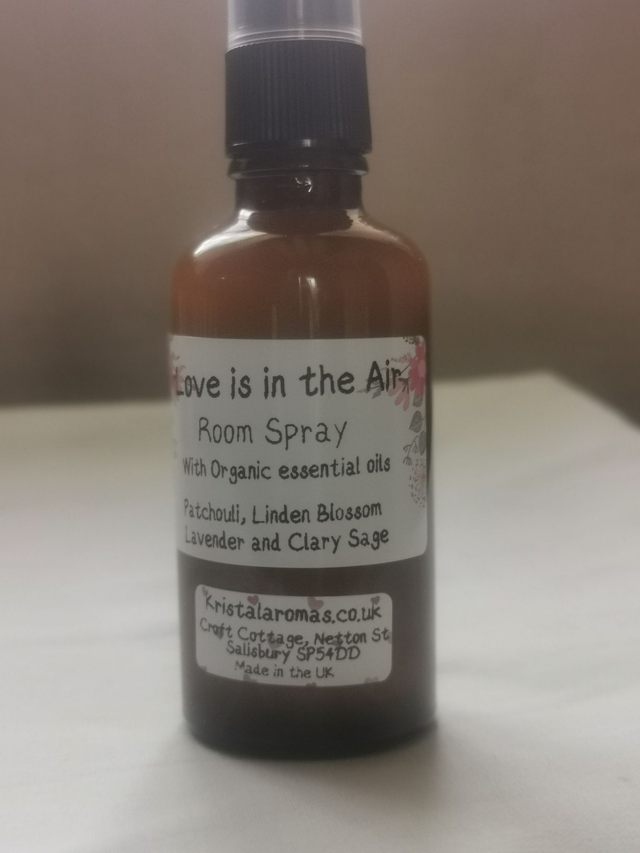 Love is in the Air
Room Spray
With Organic essential oils
Patchouli, Linden Blossom
Lavender and Clary Sage
Kristalaromas.co.uk
Croft Cottage, Netton St
Salisbury SP54DD
Made in the UK